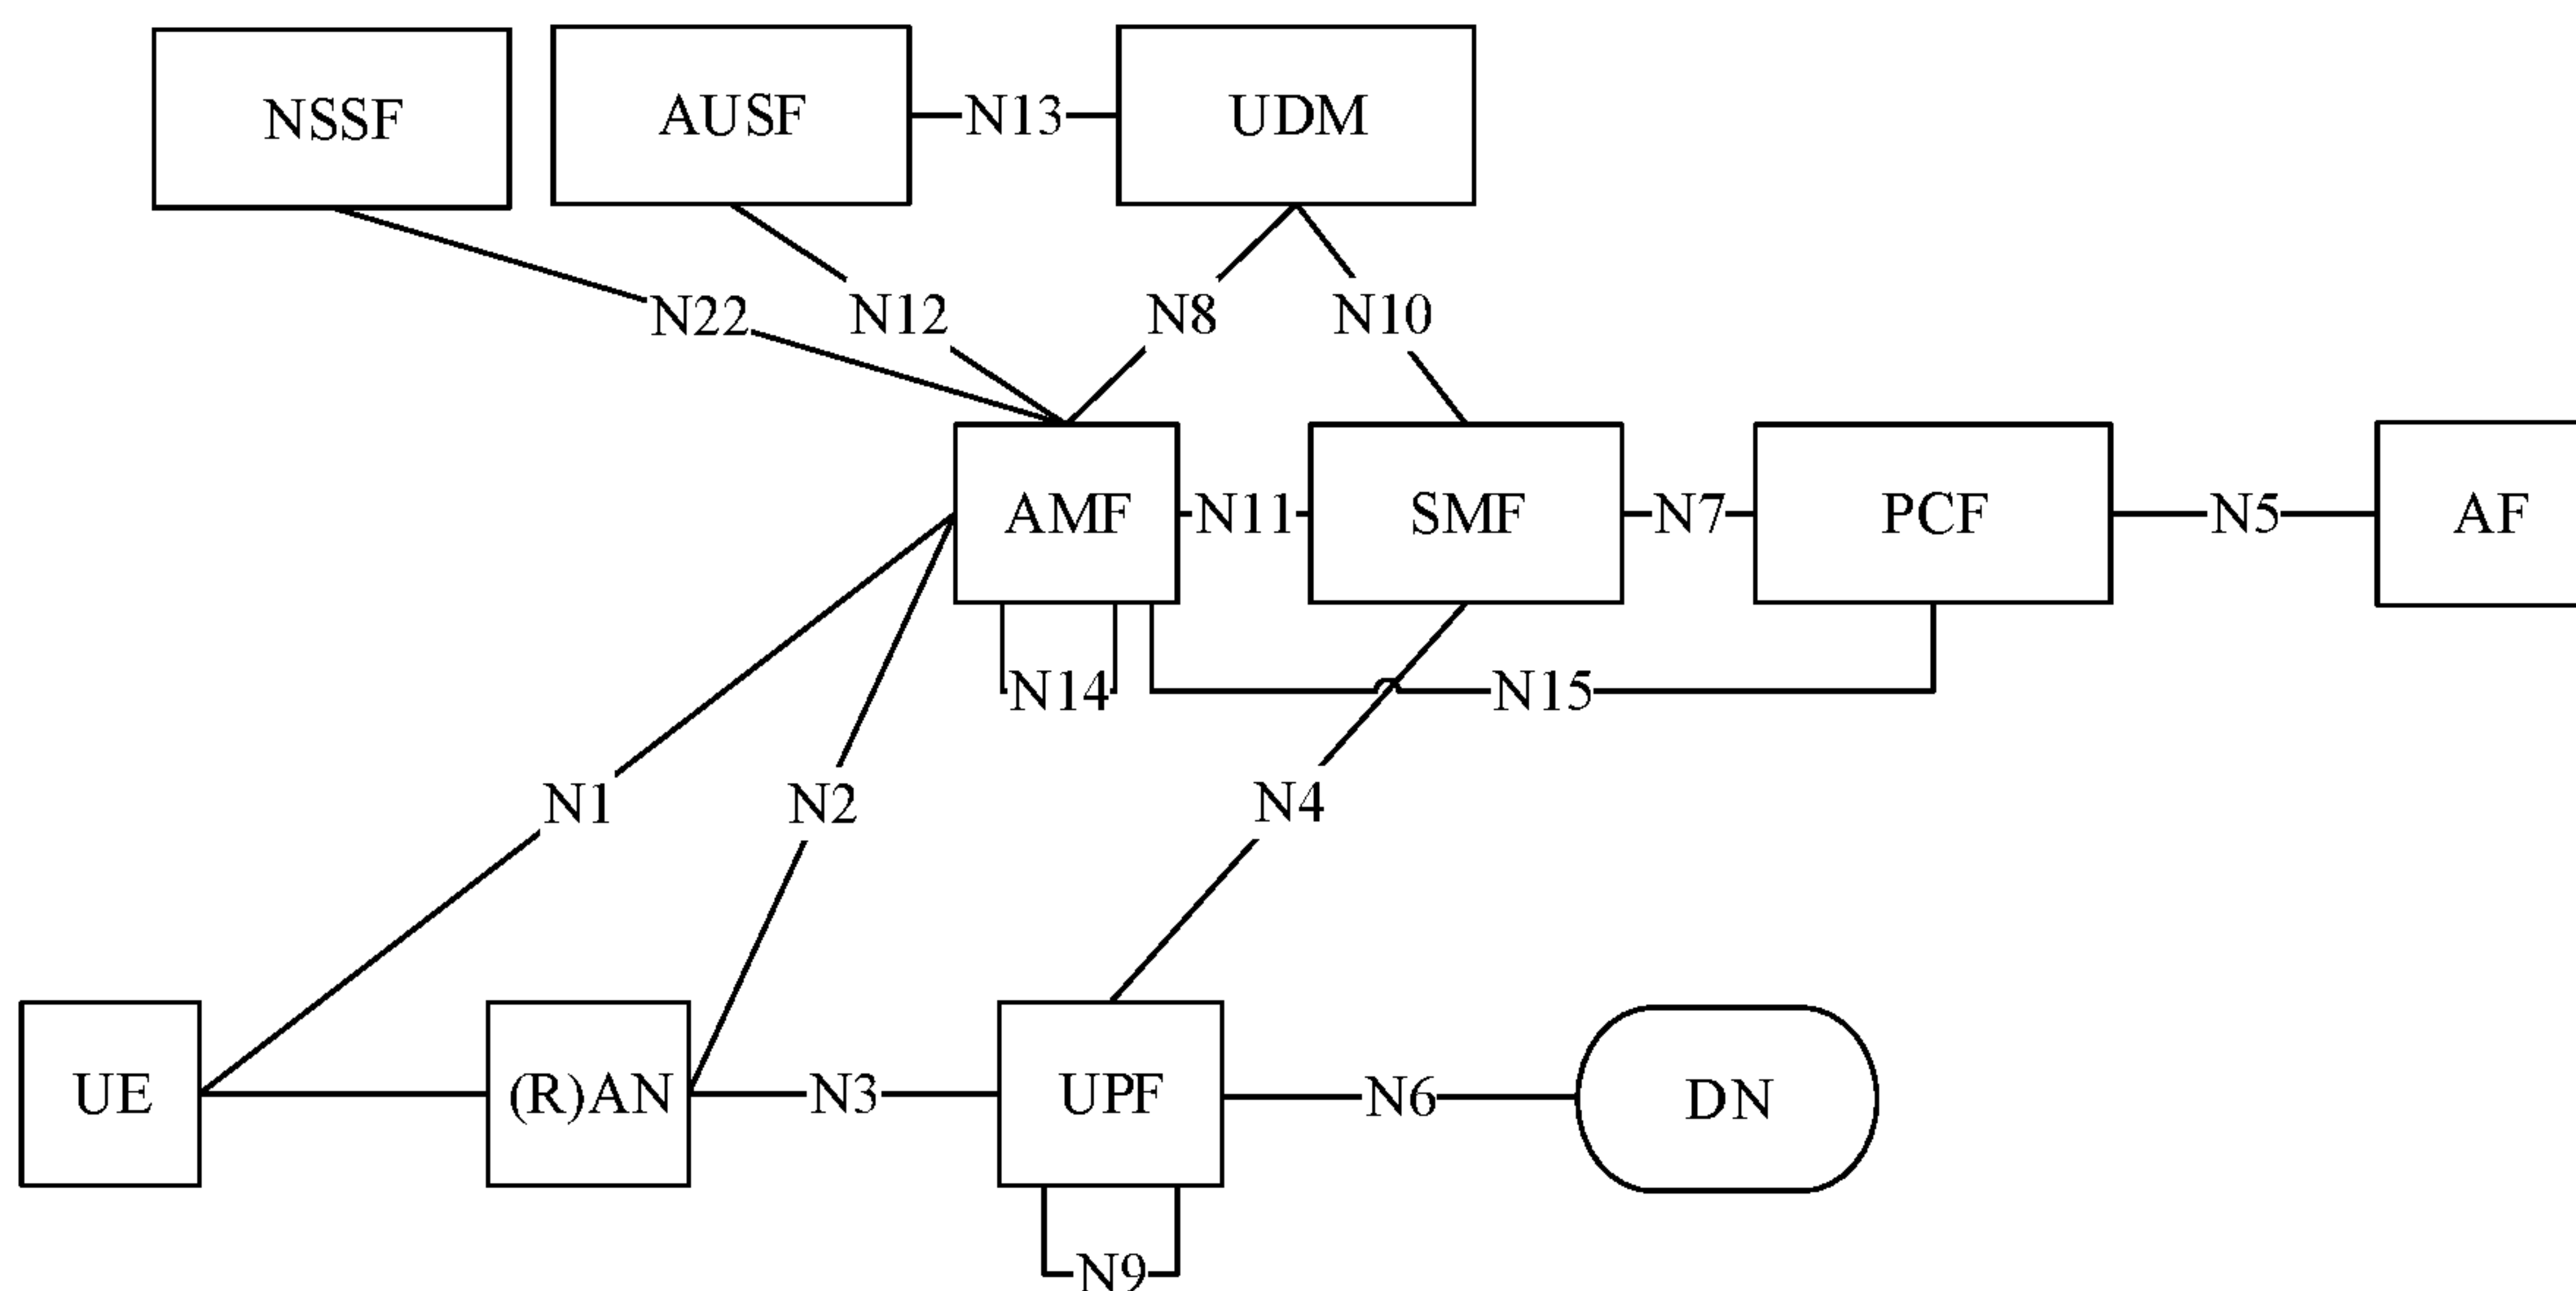 NSSF
AUSF
N13
UDM
N22
N12
N8
N10
AMF
N11
SMF
N7
PCF
N5
AF
N14
N15
N1
N2
N4
UE
(R)AN
N3
UPF
N6
DN
N9